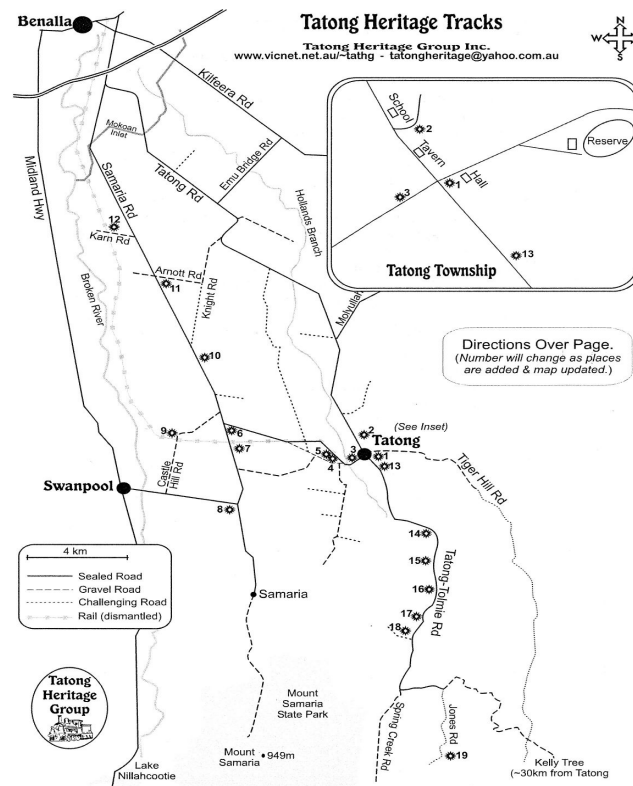 Tatong Heritage Tracks
Tatong Heritage Group Inc.
www.vicnet.net.au/~tathg - tatongheritage@yahoo.com.au
N
W
E
S
Benalla
Kilfeera Rd
Mokoan
Inlet
Emu Bridge Rd
Tatong Rd
Samaria Rd
Midland Hwy
Hollands Branch
12
Karn Rd
Arnott Rd
11
Knight Rd
Broken River
10
Molyullah
School
2
Tavern
Hall
1
3
Reserve
13
Tatong Township
Directions Over Page.
(Number will change as places
are added & map updated.)
9
6
7
Castle
Hill Rd
5
4
3
2
(See Inset)
Tatong
1
13
Tiger Hill Rd
Swanpool
8
14
15
16
17
18
Tatong-Tolmie Rd
4 km
Sealed Road
Gravel Road
Challenging Road
Rail (dismantled)
Samaria
Tatong
Heritage
Group
Mount
Samaria
State Park
Mount
Samaria
949m
Lake
Nillahcootie
Spring Creek Rd
Jones Rd
19
Kelly Tree
(~30km from Tatong